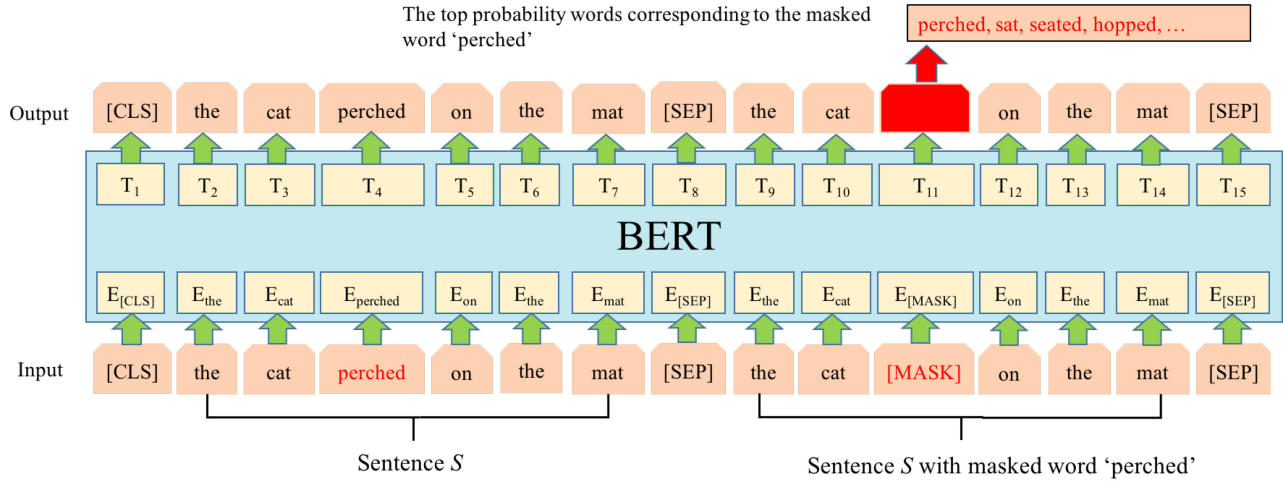 The top probability words corresponding to the masked
word ‘perched’
perched, sat, seated, hopped, …
Output [CLS] the cat perched on the mat [SEP] the cat on the mat [SEP]
T1 T2 T3 T4 T5 T6 T7 T8 T9 T10 T11 T12 T13 T14 T15
BERT
E[CLS] Ethe Ecat Eperched Eon Ethe Emat E[SEP] Ethe Ecat E[MASK] Eon Ethe Emat E[SEP]
Input [CLS] the cat perched on the mat [SEP] the cat [MASK] on the mat [SEP]
Sentence S
Sentence S with masked word ‘perched’